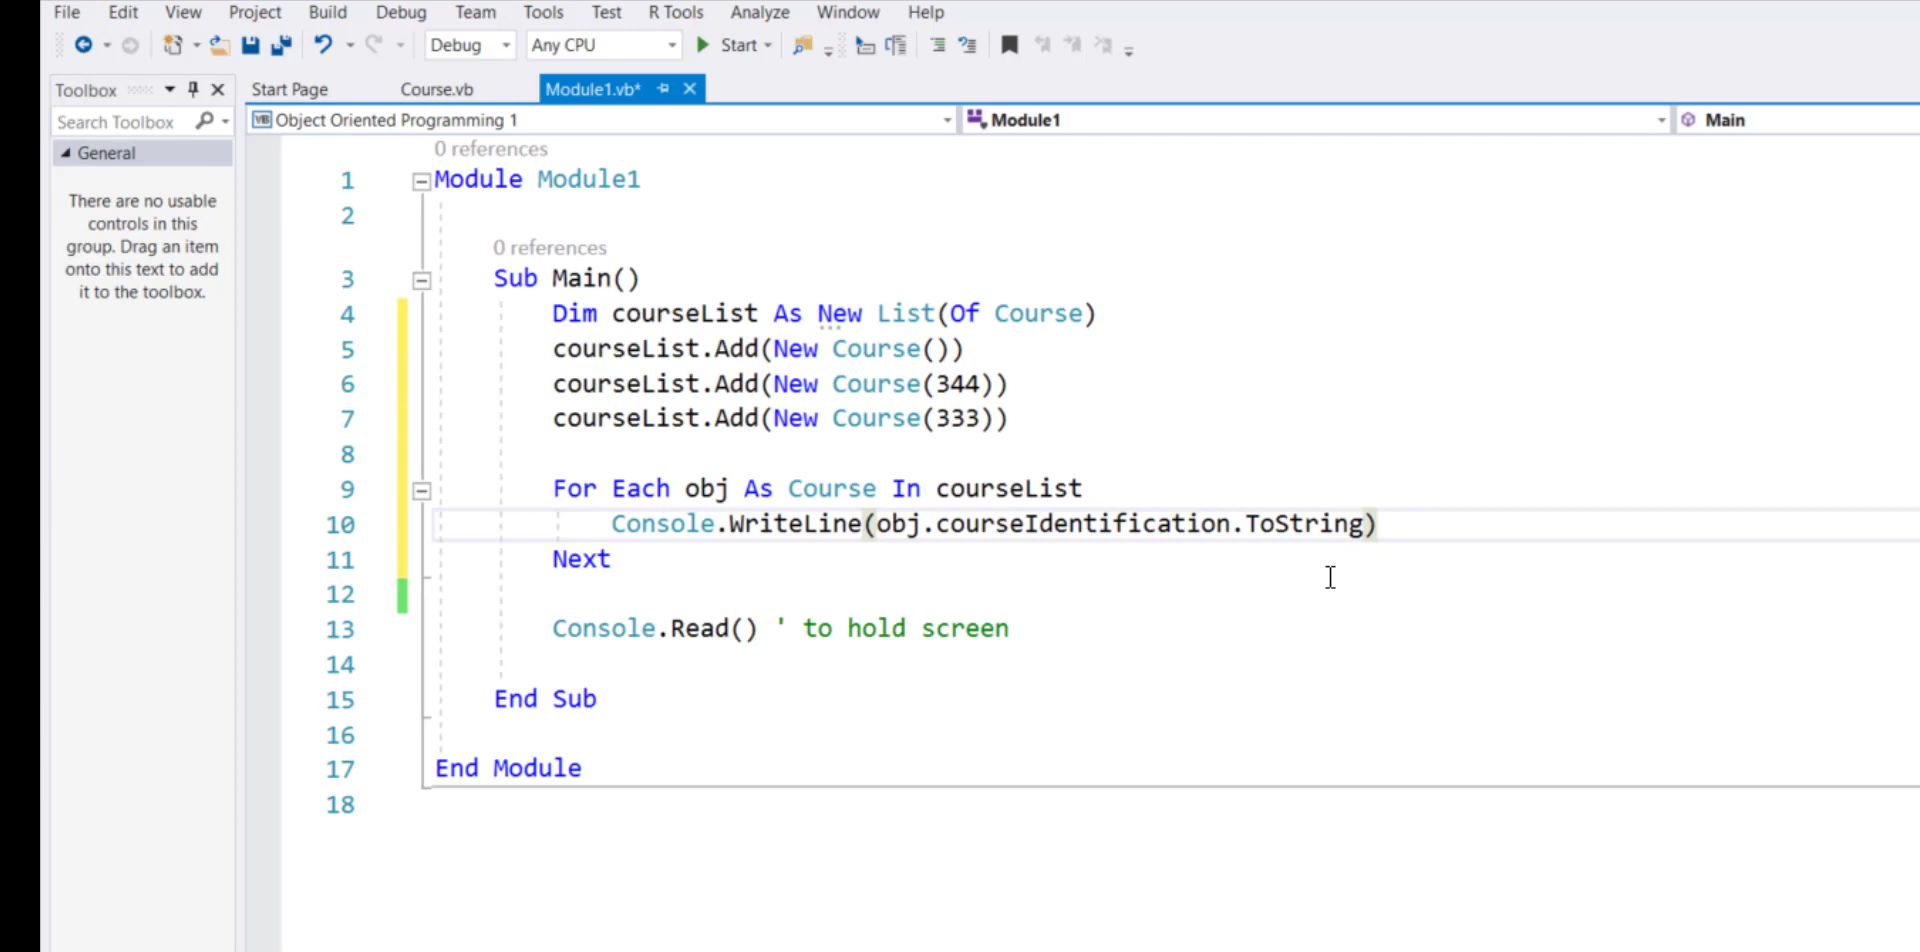 File Edit View Project Build Debug Team Tools Test R Tools Analyze Window Help
Debug Any CPU Start
Toolbox Start Page Course.vb Module1.vb*
Search Toolbox VB Object Oriented Programming 1 Module1 Main
General
There are no usable
controls in this
group. Drag an item
onto this text to add
it to the toolbox.
0 references
1 Module Module1
2
0 references
3 Sub Main()
4 Dim courseList As New List(Of Course)
5 courseList.Add(New Course())
6 courseList.Add(New Course(344))
7 courseList.Add(New Course(333))
8
9 For Each obj As Course In courseList
10 Console.WriteLine(obj.courseIdentification.ToString)
11 Next
12
13 Console.Read() ' to hold screen
14
15 End Sub
16
17 End Module
18